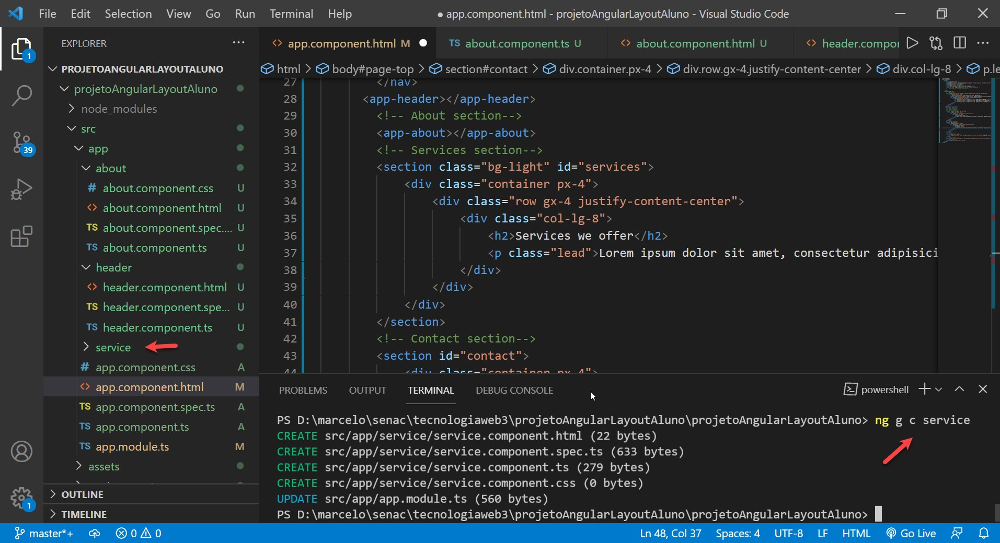 File Edit Selection View Go Run Terminal Help
● app.component.html - projetoAngularLayoutAluno - Visual Studio Code
EXPLORER
1
39
PROJETOANGULARLAYOUTALUNO
projetoAngularLayoutAluno
node_modules
src
app
about
about.component.css U
about.component.html U
about.component.spec.... U
about.component.ts U
header
header.component.html U
header.component.spe... U
header.component.ts U
service
app.component.css A
app.component.html M
app.component.spec.ts A
app.component.ts A
app.module.ts M
assets
OUTLINE
TIMELINE
1
app.component.html M
TS about.component.ts U
about.component.html U
header.compor
html > body#page-top > section#contact > div.container.px-4 > div.row.gx-4.justify-content-center > div.col-lg-8 > p.le
27 </nav>
28 <app-header></app-header>
29 <!-- About section-->
30 <app-about></app-about>
31 <!-- Services section-->
32 <section class="bg-light" id="services">
33 <div class="container px-4">
34 <div class="row gx-4 justify-content-center">
35 <div class="col-lg-8">
36 <h2>Services we offer</h2>
37 <p class="lead">Lorem ipsum dolor sit amet, consectetur adipisici
38 </div>
39 </div>
40 </div>
41 </section>
42 <!-- Contact section-->
43 <section id="contact">
44 <div class="container px-4">
PROBLEMS OUTPUT TERMINAL DEBUG CONSOLE
powershell
PS D:\marcelo\senac\tecnologiaweb3\projetoAngularLayoutAluno\projetoAngularLayoutAluno> ng g c service
CREATE src/app/service/service.component.html (22 bytes)
CREATE src/app/service/service.component.spec.ts (633 bytes)
CREATE src/app/service/service.component.ts (279 bytes)
CREATE src/app/service/service.component.css (0 bytes)
UPDATE src/app/app.module.ts (560 bytes)
PS D:\marcelo\senac\tecnologiaweb3\projetoAngularLayoutAluno\projetoAngularLayoutAluno>
master*+ 0 0
Ln 48, Col 37 Spaces: 4 UTF-8 LF HTML Go Live